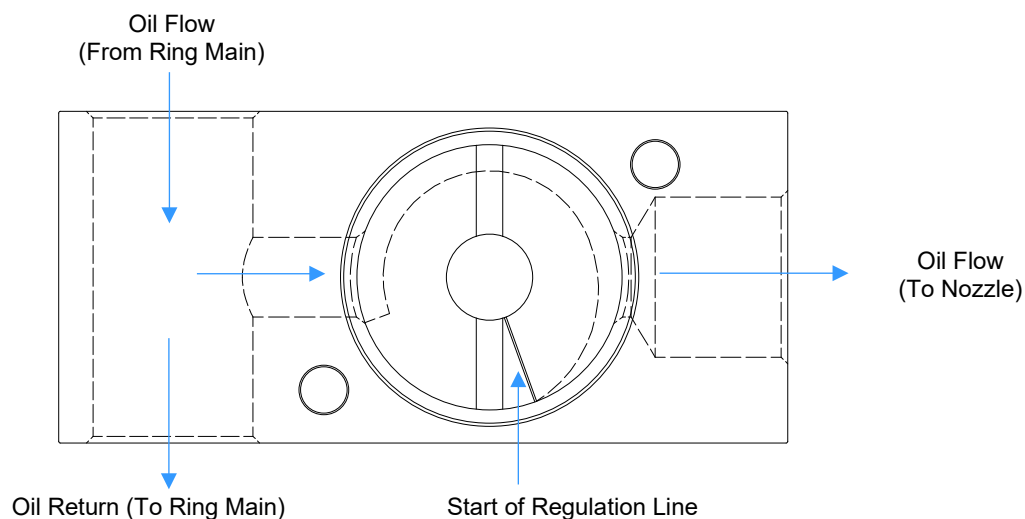 Oil Flow
(From Ring Main)
Oil Flow
(To Nozzle)
Oil Return (To Ring Main)
Start of Regulation Line